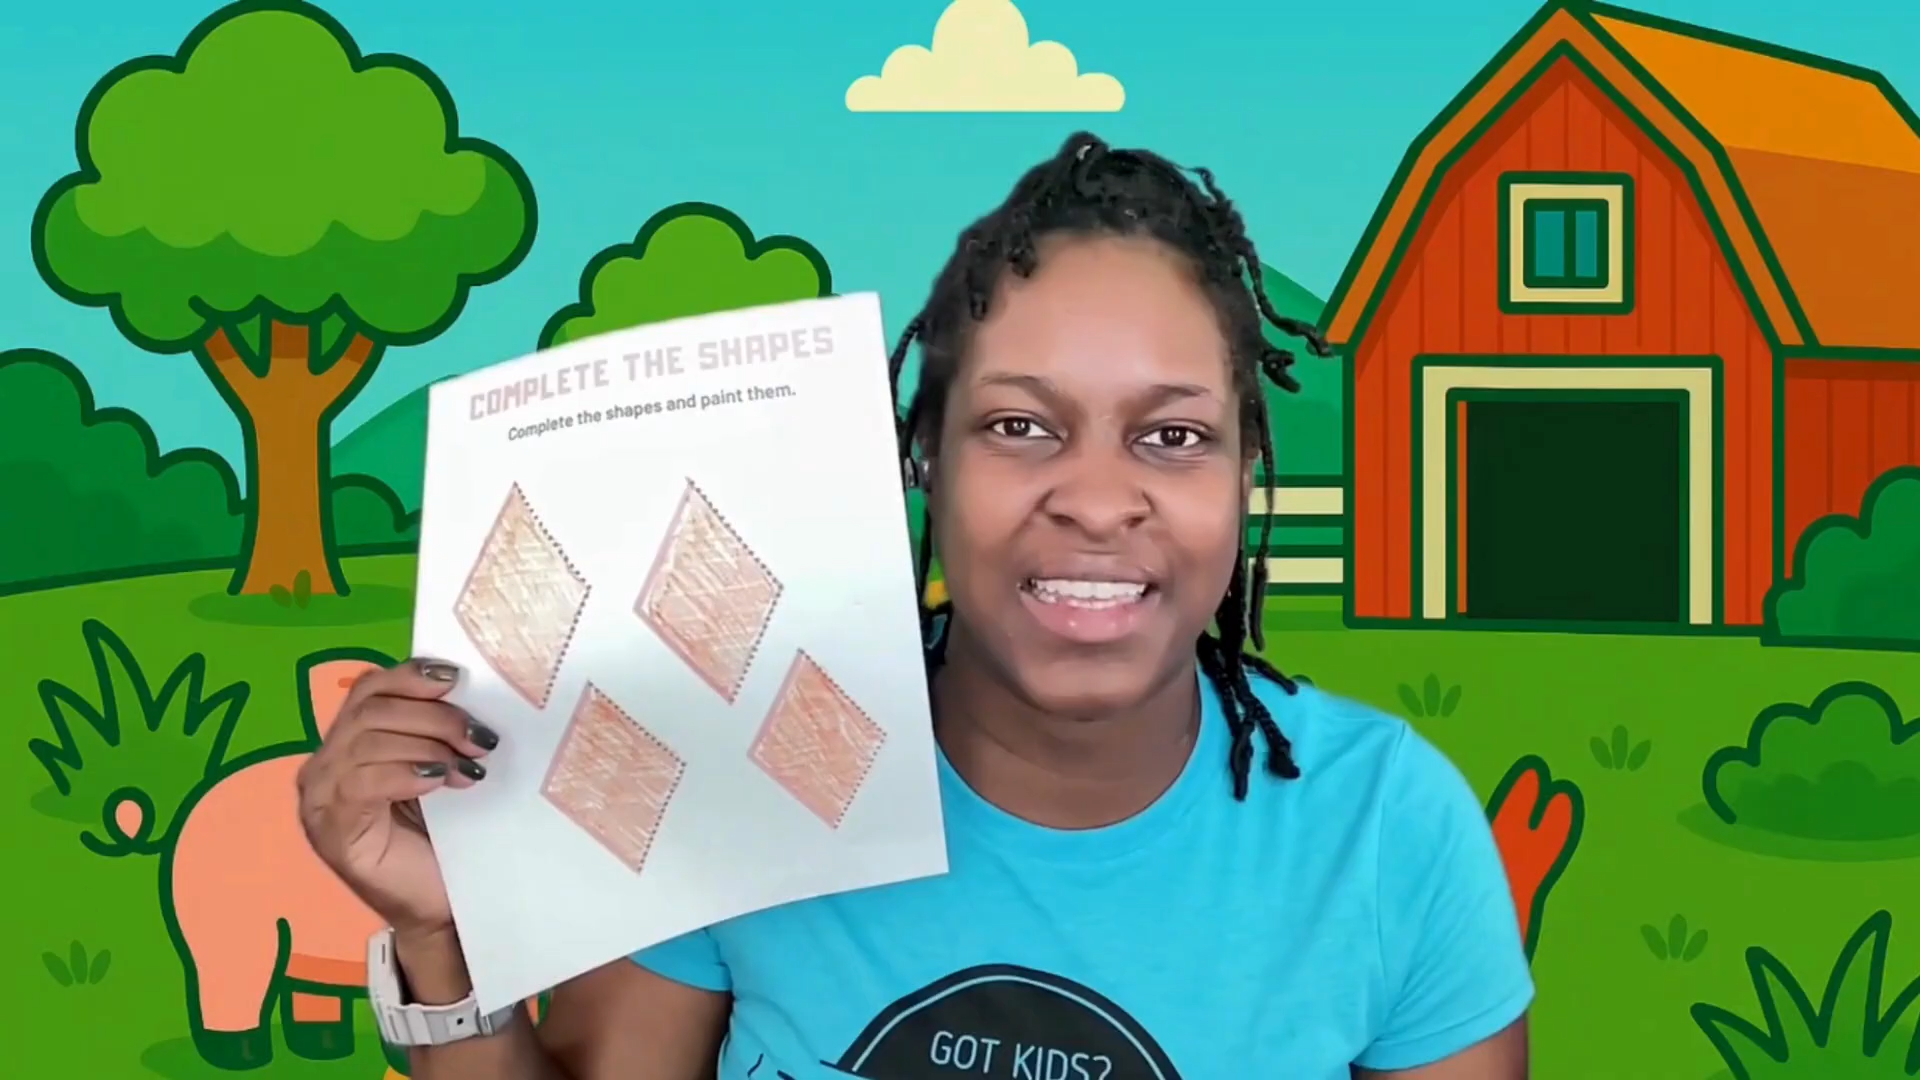 COMPLETE THE SHAPES
Complete the shapes and paint them.
GOT KIDS?